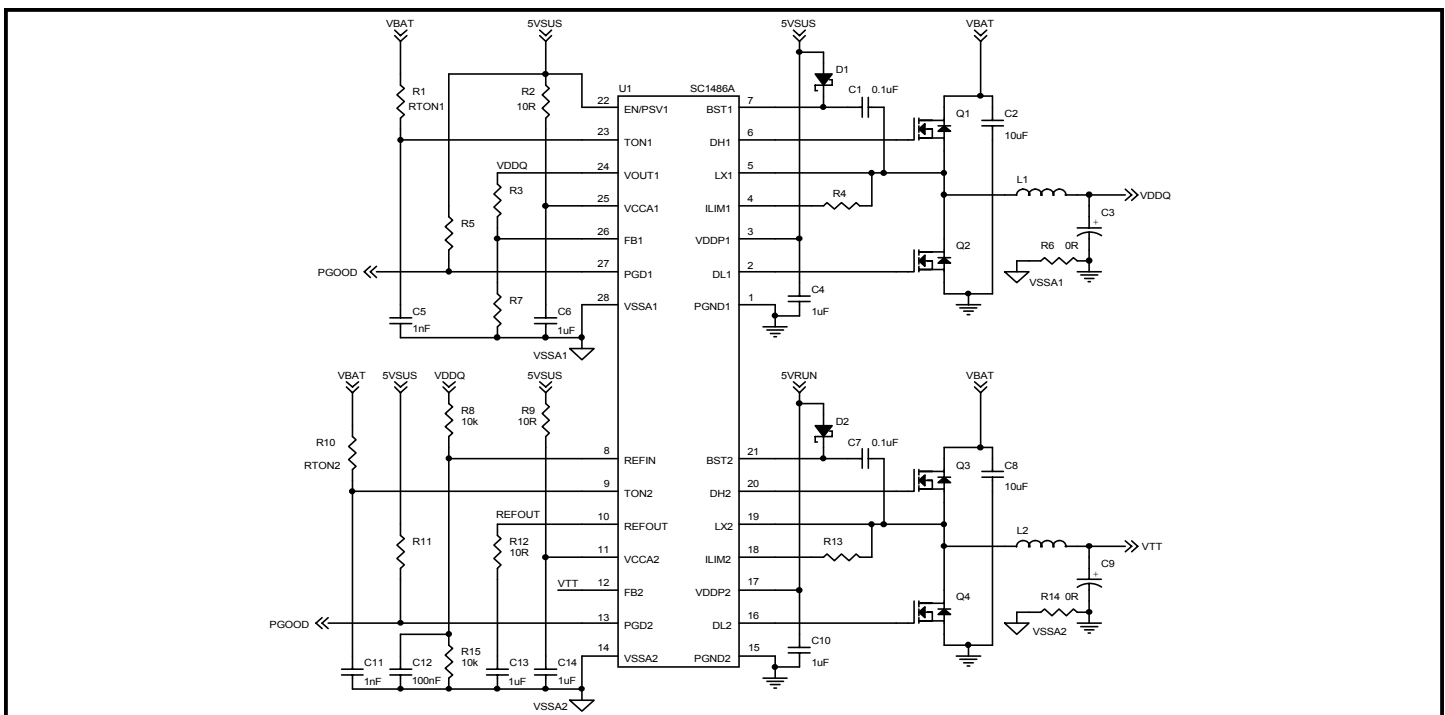 VBAT
5VSUS
5VSUS
VBAT
R1
RTON1
R2
10R
U1
SC1486A
D1
C1 0.1uF
22
EN/PSV1
BST1
7
Q1
C2
10uF
23
TON1
DH1
6
VDDQ
24
VOUT1
LX1
5
R3
L1
VDDQ
25
VCCA1
ILIM1
4
R4
C3
+
R5
26
FB1
VDDP1
3
Q2
R6 0R
VSSA1
PGOOD
27
PGD1
DL1
2
R7
28
VSSA1
PGND1
1
C4
1uF
C5
1nF
C6
1uF
VSSA1
VBAT
5VSUS
VDDQ
5VSUS
5VRUN
VBAT
R8
10k
R9
10R
D2
C7 0.1uF
R10
RTON2
8
REFIN
BST2
21
Q3
C8
10uF
9
TON2
DH2
20
REFOUT
10
REFOUT
LX2
19
R11
R12
10R
L2
VTT
11
VCCA2
ILIM2
18
R13
C9
+
VTT
12
FB2
VDDP2
17
Q4
R14 0R
VSSA2
PGOOD
13
PGD2
DL2
16
R15
10k
14
VSSA2
PGND2
15
C10
1uF
C11
1nF
C12
100nF
C13
1uF
C14
1uF
VSSA2